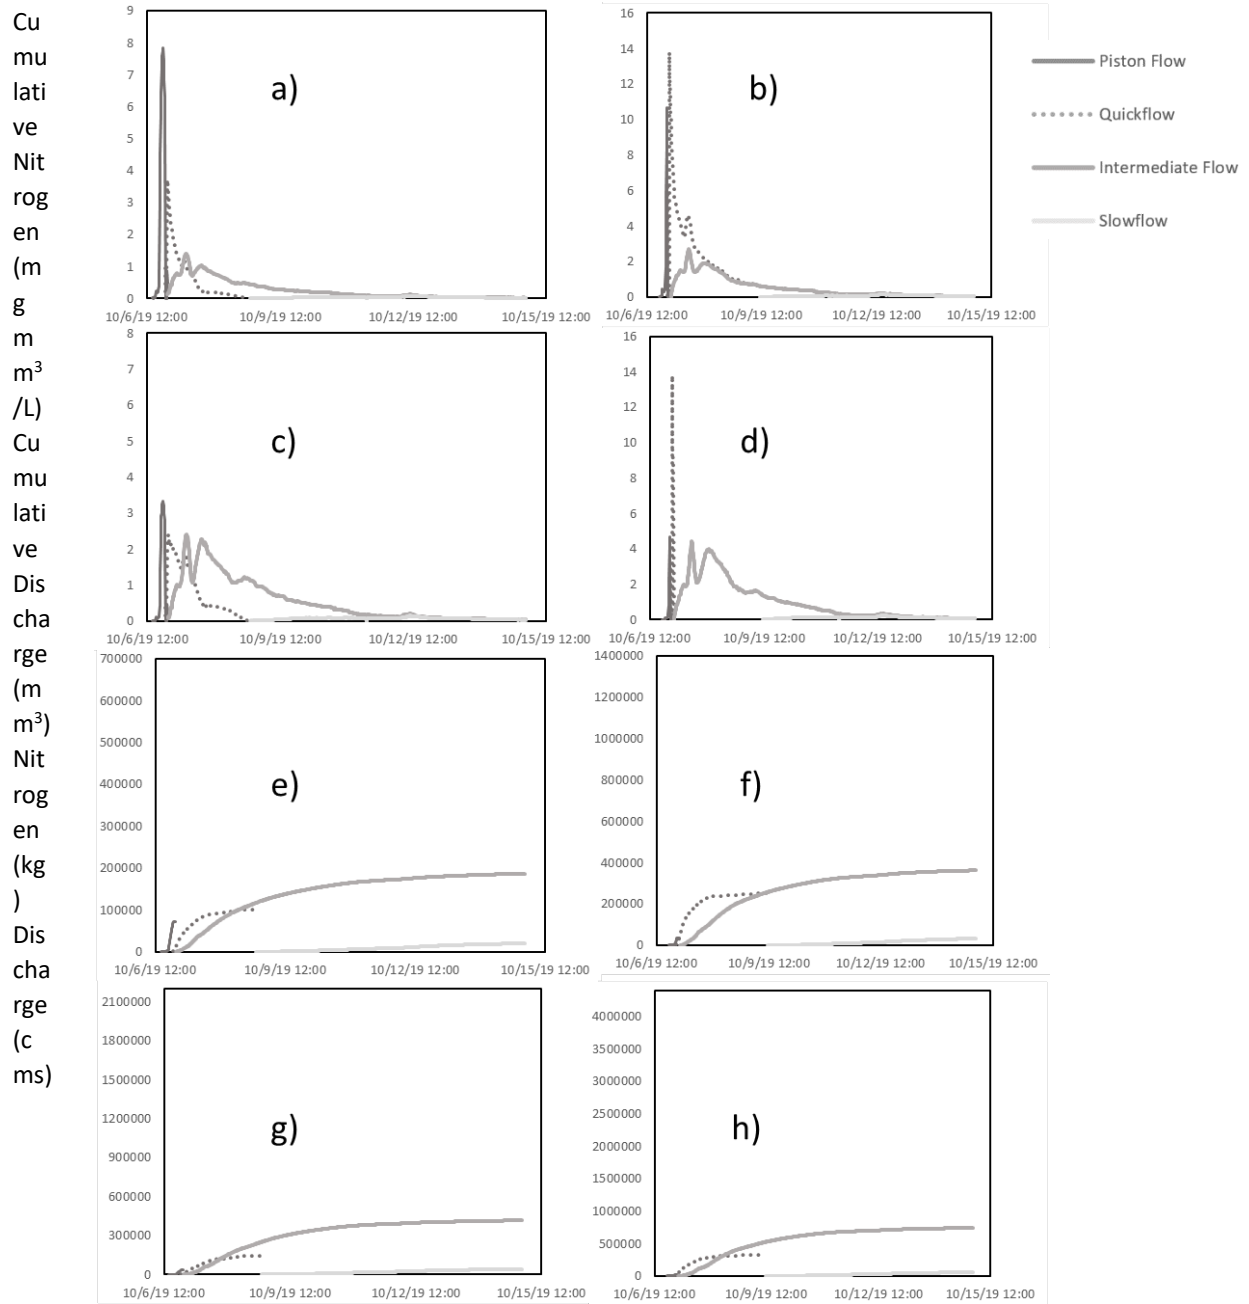 Cu
mu
lati
ve
Nit
rog
en
(m
g
m
m³
/L)
Cu
mu
lati
ve
Dis
cha
rge
(m
m³)
Nit
rog
en
(kg
)
Dis
cha
rge
(c
ms)
9
8
7
6
5
4
3
2
1
0
a)
10/6/19 12:00 10/9/19 12:00 10/12/19 12:00 10/15/19 12:00
16
14
12
10
8
6
4
2
0
b)
10/6/19 12:00 10/9/19 12:00 10/12/19 12:00 10/15/19 12:00
Piston Flow
Quickflow
Intermediate Flow
Slowflow
8
7
6
5
4
3
2
1
0
c)
10/6/19 12:00 10/9/19 12:00 10/12/19 12:00 10/15/19 12:00
16
14
12
10
8
6
4
2
0
d)
10/6/19 12:00 10/9/19 12:00 10/12/19 12:00 10/15/19 12:00
700000
700000
500000
400000
300000
200000
100000
0
e)
10/6/19 12:00 10/9/19 12:00 10/12/19 12:00 10/15/19 12:00
1400000
1200000
1000000
800000
600000
400000
200000
0
f)
10/6/19 12:00 10/9/19 12:00 10/12/19 12:00 10/15/19 12:00
2100000
1800000
1500000
1200000
900000
600000
300000
0
g)
10/6/19 12:00 10/9/19 12:00 10/12/19 12:00 10/15/19 12:00
4000000
3500000
3000000
2500000
2000000
1500000
1000000
500000
0
h)
10/6/19 12:00 10/9/19 12:00 10/12/19 12:00 10/15/19 12:00